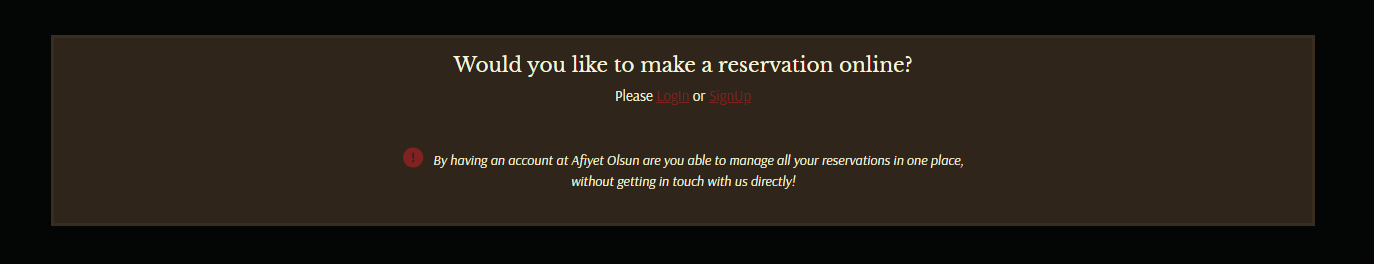 Would you like to make a reservation online?
Please LogIn or SignUp
! By having an account at Afiyet Olsun are you able to manage all your reservations in one place,
without getting in touch with us directly!